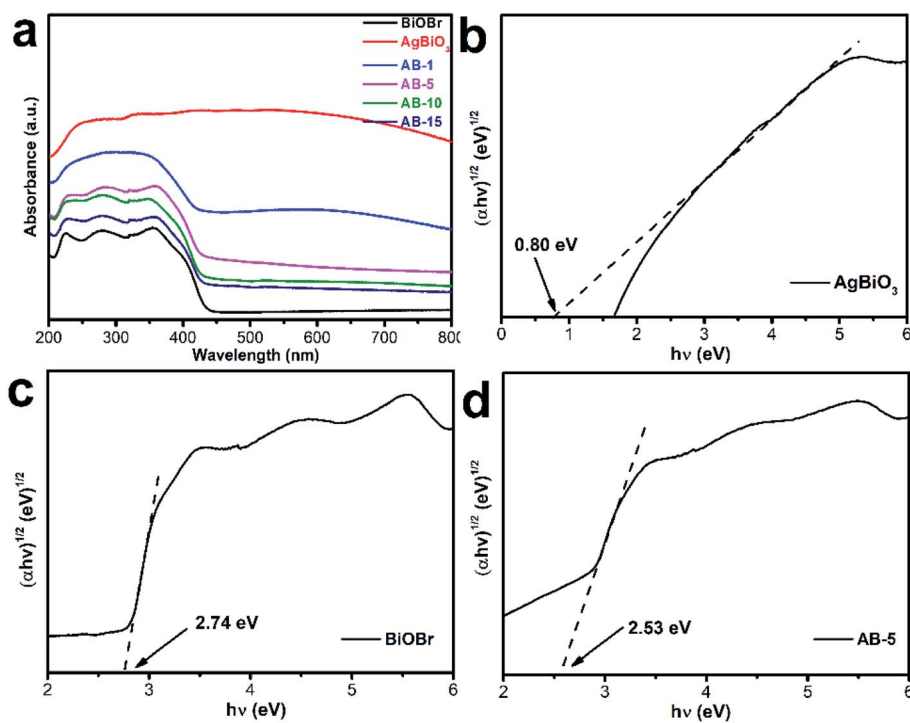 a
BiOBr
AgBiO₃
AB-1
AB-5
AB-10
AB-15
Absorbance (a.u.)
200 300 400 500 600 700 800
Wavelength (nm)
b
(αhν)^1/2 (eV)^1/2
0.80 eV
AgBiO₃
0 1 2 3 4 5 6
hν (eV)
c
(αhν)^1/2 (eV)^1/2
2.74 eV
BiOBr
2 3 4 5 6
hν (eV)
d
(αhν)^1/2 (eV)^1/2
2.53 eV
AB-5
2 3 4 5 6
hν (eV)